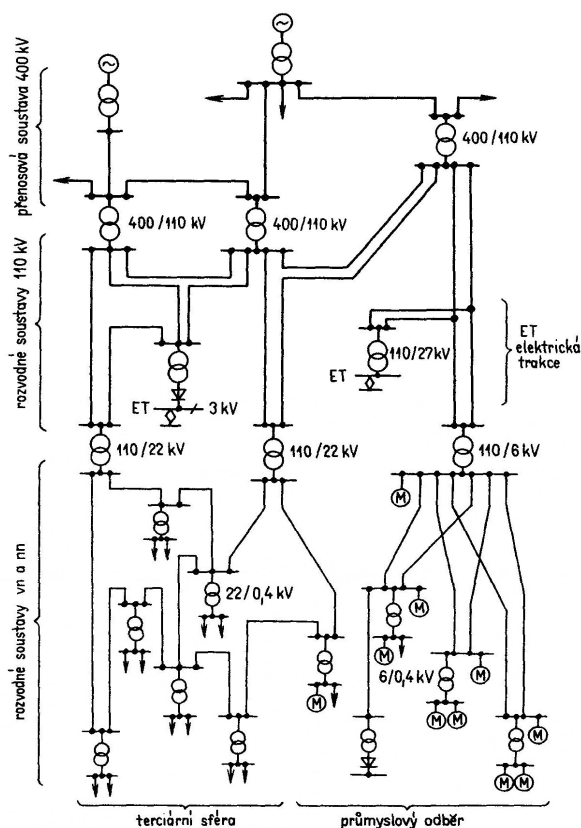 přenosová soustava 400 kV
400/110 kV
400/110 kV
400/110 kV
rozvodné soustavy 110 kV
ET
elektrická
trakce
110/27kV
ET
ET
3 kV
110/22 kV
110/22 kV
110/6 kV
rozvodné soustavy vn a nn
M
22/0,4 kV
M
M
6/0,4 kV
M
M
M
M
M
M
M
terciární sféra
průmyslový odběr